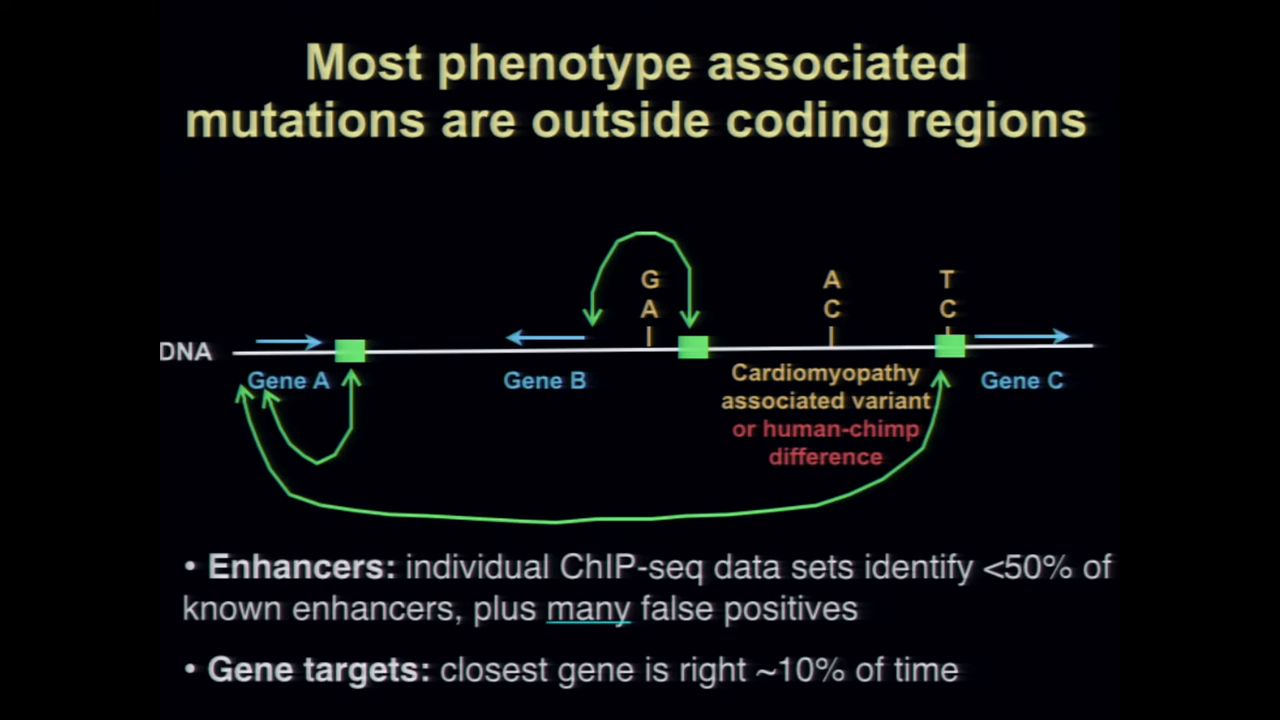 Most phenotype associated
mutations are outside coding regions
G
A
A
C
T
C
DNA
Gene A
Gene B
Cardiomyopathy
associated variant
or human-chimp
difference
Gene C
• Enhancers: individual ChIP-seq data sets identify <50% of
known enhancers, plus many false positives
• Gene targets: closest gene is right ~10% of time